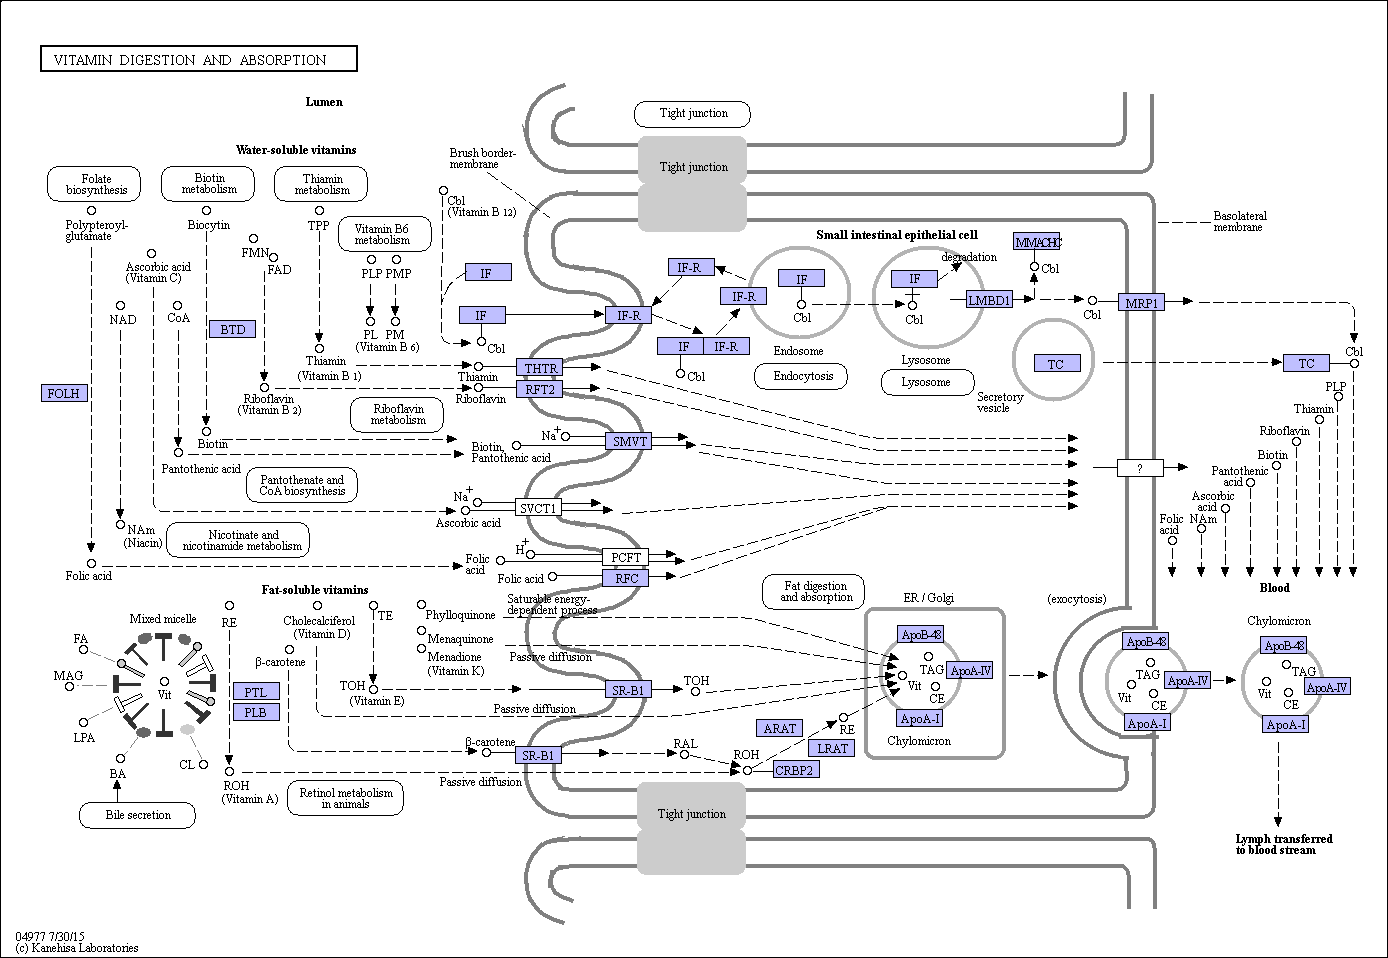 VITAMIN DIGESTION AND ABSORPTION
Lumen
Water-soluble vitamins
Folate
biosynthesis
Biotin
metabolism
Thiamin
metabolism
Vitamin B6
metabolism
Polypteroyl-
glutamate
Biocytin
TPP
Ascorbic acid
(Vitamin C)
FMN
FAD
PLP
PMP
NAD
CoA
BTD
PL
PM
(Vitamin B 6)
Thiamin
(Vitamin B 1)
FOLH
Riboflavin
(Vitamin B 2)
Riboflavin
metabolism
Biotin
Pantothenic acid
Pantothenate and
CoA biosynthesis
NAm
(Niacin)
Nicotinate and
nicotinamide metabolism
Folic acid
Brush border-
membrane
Cbl
(Vitamin B 12)
IF
IF
Cbl
Thiamin
Riboflavin
THTR
RFT2
Na+
Biotin,
Pantothenic acid
SMVT
Na+
Ascorbic acid
SVCT1
H+
Folic
acid
PCFT
Folic acid
RFC
Tight junction
Tight junction
Small intestinal epithelial cell
IF-R
IF-R
IF-R
IF
IF-R
Cbl
IF
Cbl
Endosome
Endocytosis
IF
degradation
Cbl
Lysosome
Lysosome
LMBD1
MMACHC
Cbl
Cbl
MRP1
TC
Secretory
vesicle
Basolateral
membrane
TC
Cbl
PLP
Thiamin
Riboflavin
Biotin
Pantothenic
acid
Ascorbic
acid
NAm
Folic
acid
?
Blood
Fat-soluble vitamins
Mixed micelle
FA
MAG
LPA
BA
CL
Vit
Bile secretion
RE
PTL
PLB
ROH
(Vitamin A)
Cholecalciferol
(Vitamin D)
β-carotene
TE
TOH
(Vitamin E)
Phylloquinone
Menaquinone
Menadione
(Vitamin K)
Retinol metabolism
in animals
Saturable energy-
dependent process
Passive diffusion
Passive diffusion
β-carotene
Passive diffusion
SR-B1
TOH
SR-B1
RAL
ROH
ARAT
LRAT
CRBP2
RE
Fat digestion
and absorption
ER / Golgi
ApoB-48
TAG
ApoA-IV
Vit
CE
ApoA-I
Chylomicron
(exocytosis)
ApoB-48
TAG
ApoA-IV
Vit
CE
ApoA-I
Chylomicron
ApoB-48
TAG
ApoA-IV
Vit
CE
ApoA-I
Lymph transferred
to blood stream
Tight junction
04977 7/30/15
(c) Kanehisa Laboratories